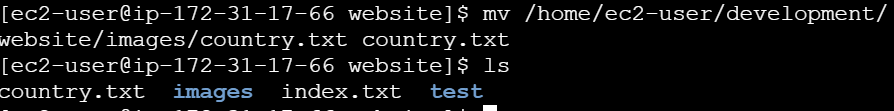 [ec2-user@ip-172-31-17-66 website]$ mv /home/ec2-user/development/
website/images/country.txt country.txt
[ec2-user@ip-172-31-17-66 website]$ ls
country.txt images index.txt test